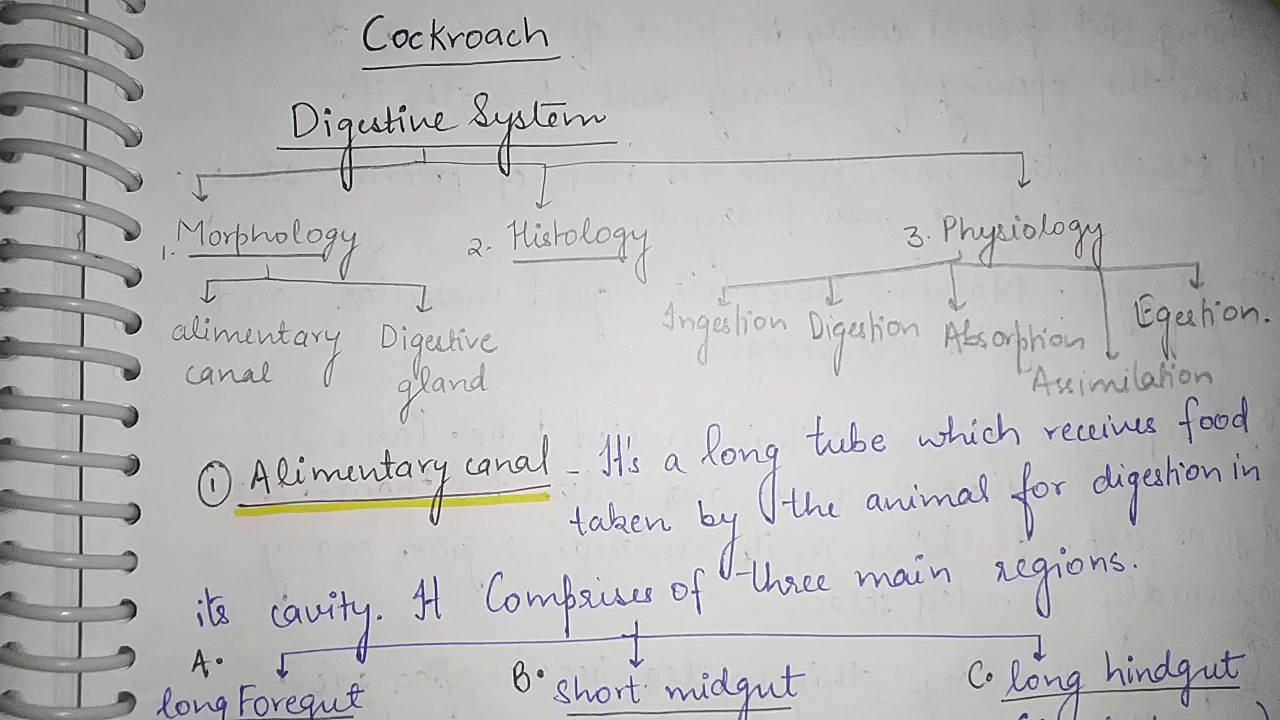 Cockroach
Digestive System
1. Morphology 2. Histology 3. Physiology
alimentary canal
Digestive gland
Ingestion Digestion Absorption Assimilation Egestion.
① Alimentary canal - It's a long tube which receives food
taken by the animal for digestion in
its cavity. It Comprises of three main regions.
A. long Foregut
B. short midgut
C. long hindgut